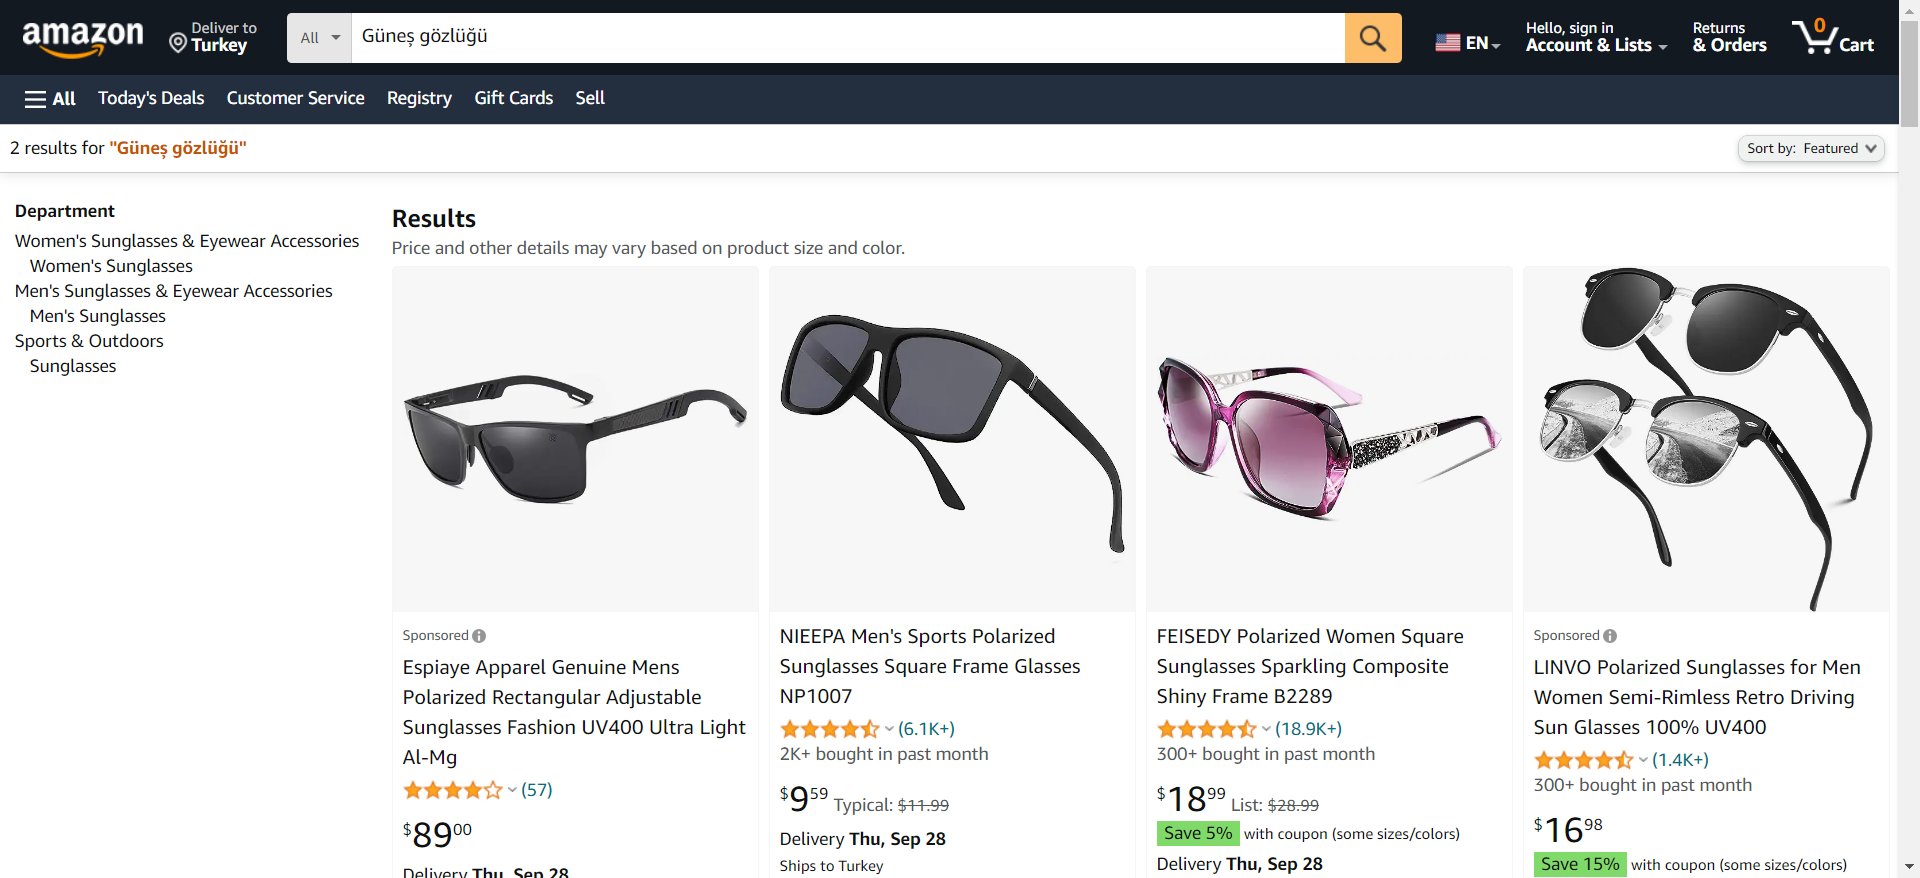 amazon
Deliver to
Turkey
All
Güneş gözlüğü
EN
Hello, sign in
Account & Lists
Returns
& Orders
0
Cart
All
Today's Deals
Customer Service
Registry
Gift Cards
Sell
2 results for "Güneş gözlüğü"
Sort by: Featured
Department
Women's Sunglasses & Eyewear Accessories
Women's Sunglasses
Men's Sunglasses & Eyewear Accessories
Men's Sunglasses
Sports & Outdoors
Sunglasses
Results
Price and other details may vary based on product size and color.
Sponsored
Espiaye Apparel Genuine Mens
Polarized Rectangular Adjustable
Sunglasses Fashion UV400 Ultra Light
Al-Mg
(57)
$8900
Delivery Thu, Sep 28
NIEEPA Men's Sports Polarized
Sunglasses Square Frame Glasses
NP1007
(6.1K+)
2K+ bought in past month
$959 Typical: $11.99
Delivery Thu, Sep 28
Ships to Turkey
FEISEDY Polarized Women Square
Sunglasses Sparkling Composite
Shiny Frame B2289
(18.9K+)
300+ bought in past month
$1899 List: $28.99
Save 5% with coupon (some sizes/colors)
Delivery Thu, Sep 28
Sponsored
LINVO Polarized Sunglasses for Men
Women Semi-Rimless Retro Driving
Sun Glasses 100% UV400
(1.4K+)
300+ bought in past month
$1698
Save 15% with coupon (some sizes/colors)